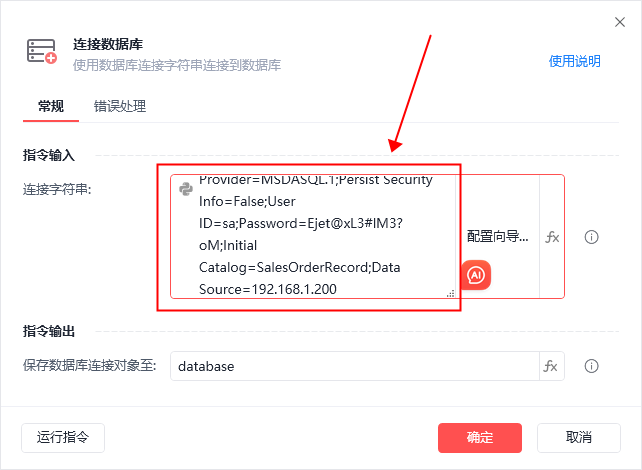 连接数据库
使用数据库连接字符串连接到数据库
使用说明
常规
错误处理
指令输入
连接字符串:
Provider=MSDASQL.1;Persist Security
Info=False;User
ID=sa;Password=Ejet@xL3#IM3?
oM;Initial
Catalog=SalesOrderRecord;Data
Source=192.168.1.200
配置向导...
fx
AI
指令输出
保存数据库连接对象至:
database
fx
运行指令
确定
取消